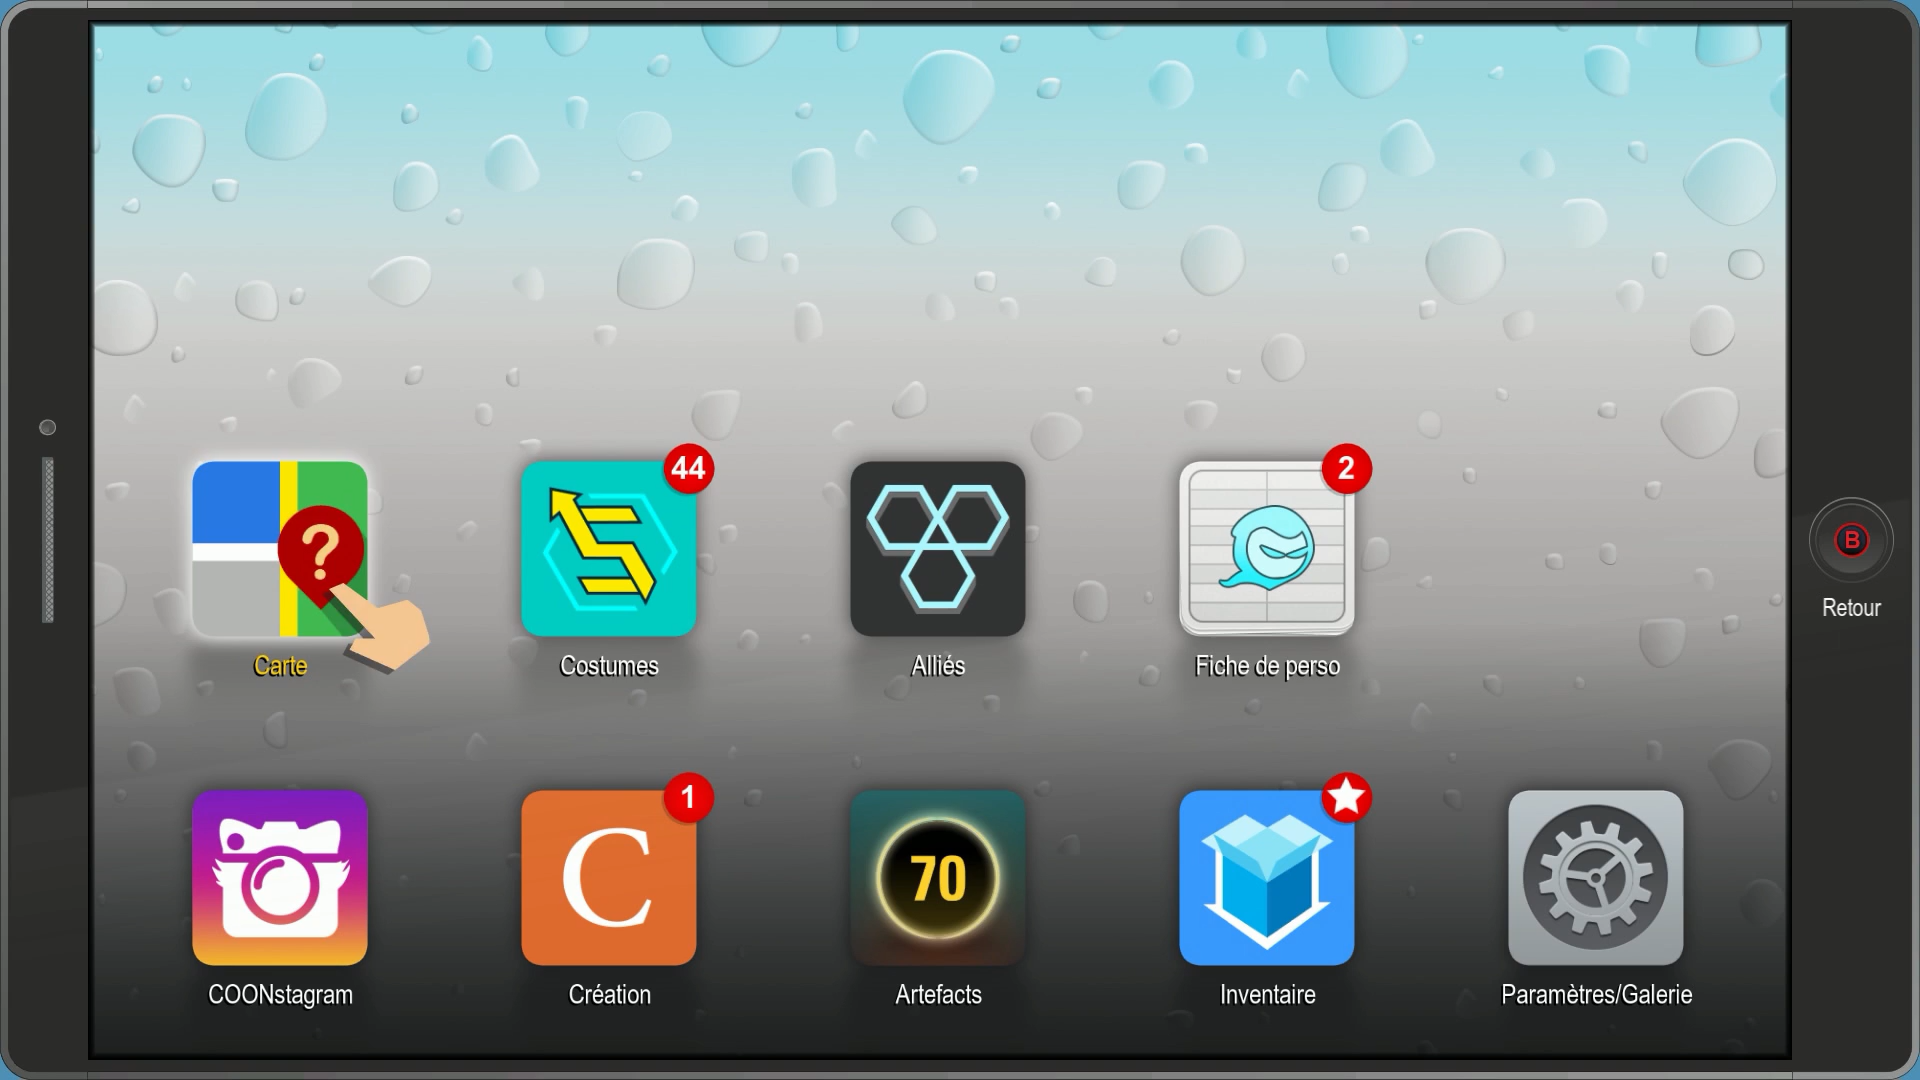 44
2
?
B
Retour
Carte
Costumes
Alliés
Fiche de perso
1
C
70
COONstagram
Création
Artefacts
Inventaire
Paramètres/Galerie